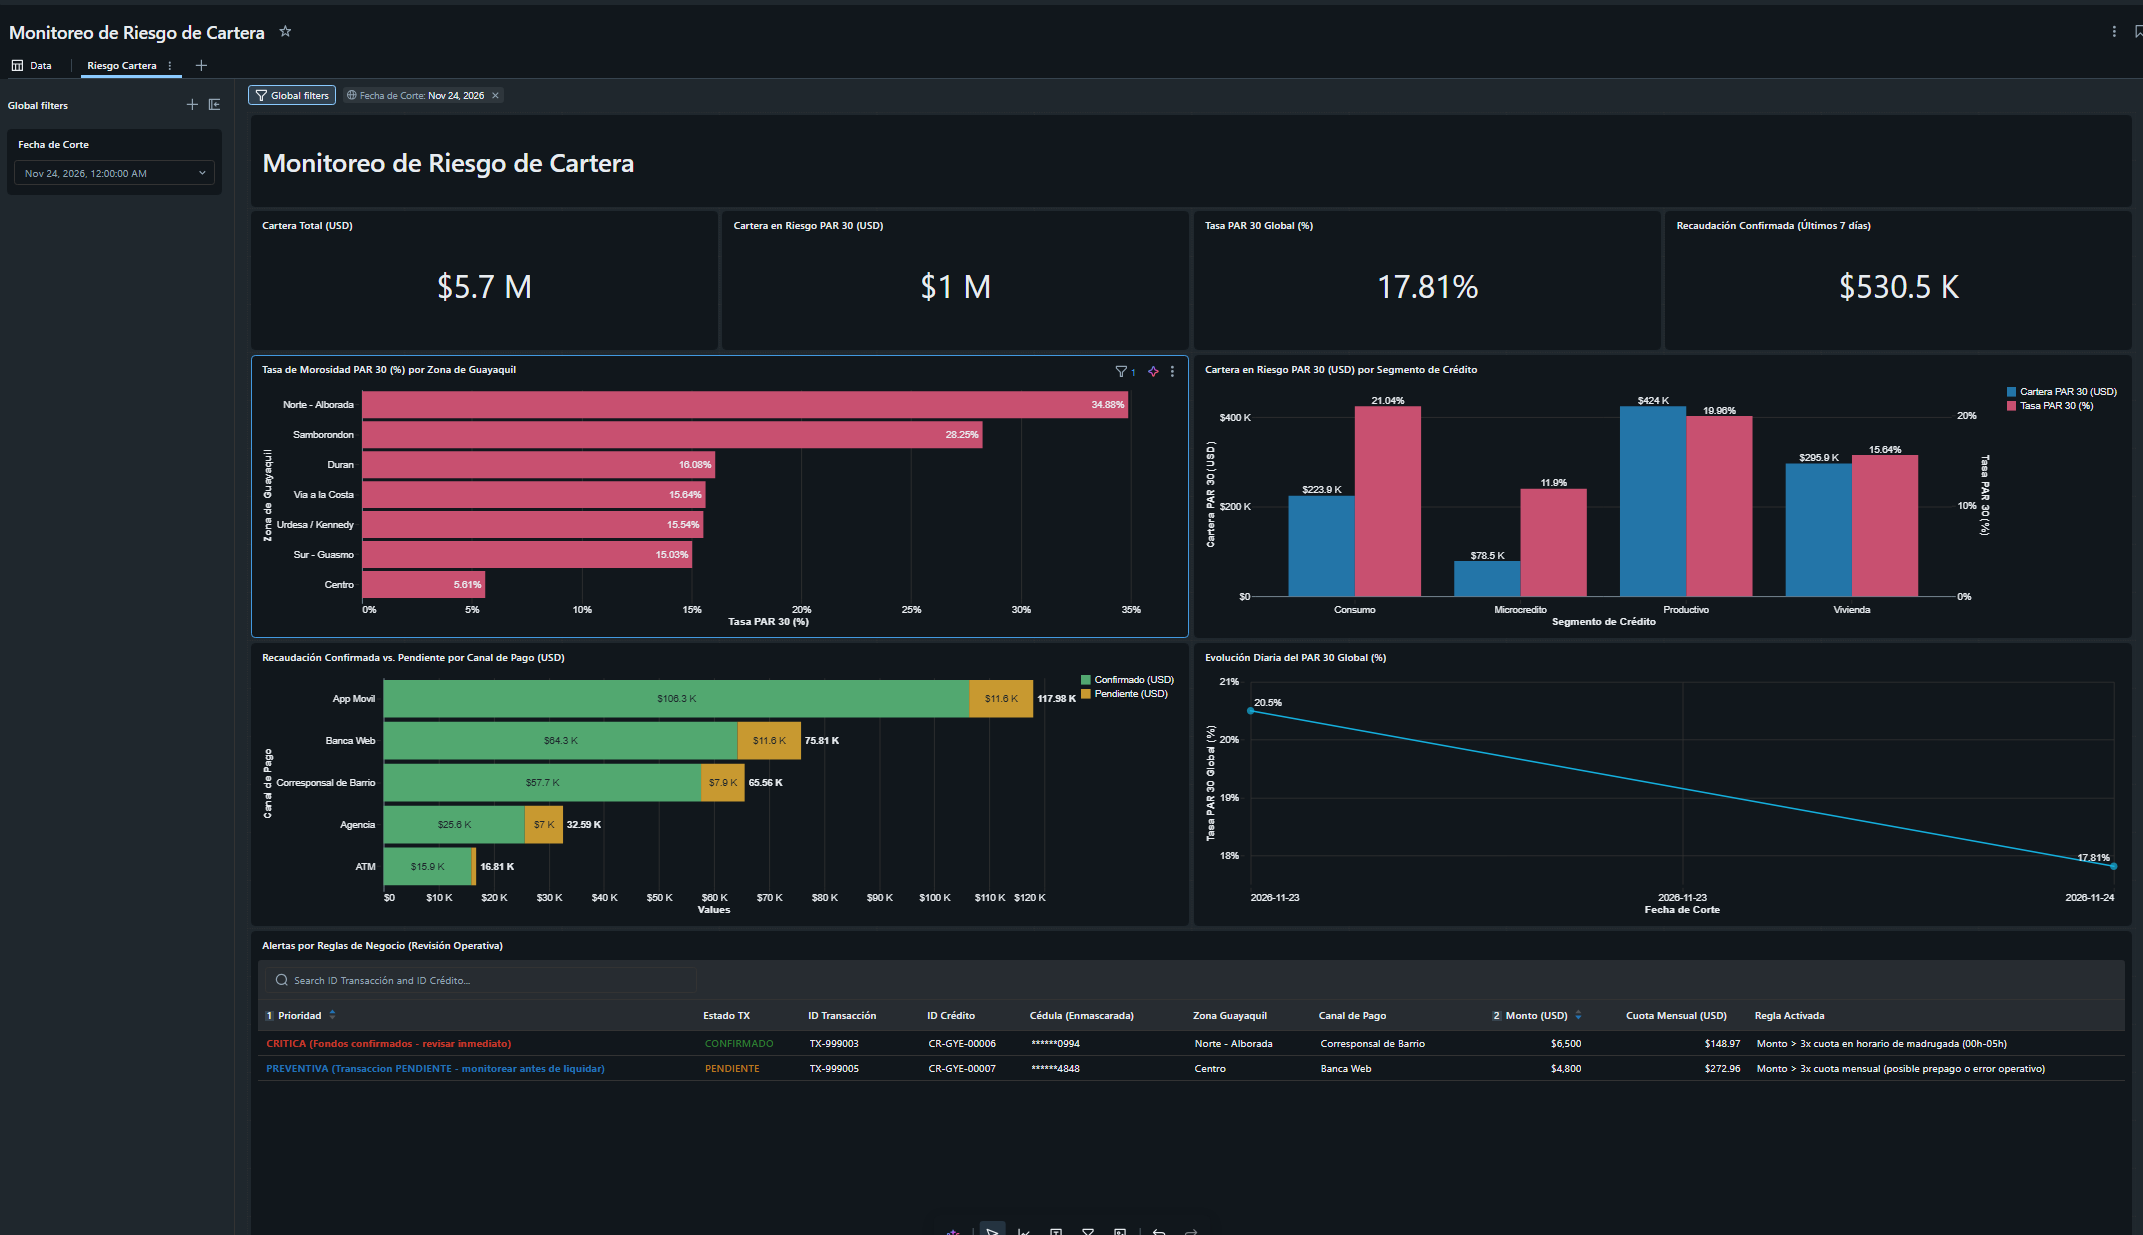 Monitoreo de Riesgo de Cartera
Data
Riesgo Cartera
Global filters
Fecha de Corte
Nov 24, 2026, 12:00:00 AM
Global filters
Fecha de Corte: Nov 24, 2026
Monitoreo de Riesgo de Cartera
Cartera Total (USD)
$5.7 M
Cartera en Riesgo PAR 30 (USD)
$1 M
Tasa PAR 30 Global (%)
17.81%
Recaudación Confirmada (Últimos 7 días)
$530.5 K
Tasa de Morosidad PAR 30 (%) por Zona de Guayaquil
1
Zona de Guayaquil
Norte - Alborada 34.88%
Samborondon 28.25%
Duran 16.08%
Via a la Costa 15.64%
Urdesa / Kennedy 15.54%
Sur - Guasmo 15.03%
Centro 5.61%
0% 5% 10% 15% 20% 25% 30% 35%
Tasa PAR 30 (%)
Cartera en Riesgo PAR 30 (USD) por Segmento de Crédito
Cartera PAR 30 (USD)
Tasa PAR 30 (%)
Cartera PAR 30 (USD)
$400 K
$200 K
$0
$223.9 K 21.04%
$78.5 K 11.9%
$424 K 19.96%
$295.9 K 15.64%
20%
10%
0%
Tasa PAR 30 (%)
Consumo Microcredito Productivo Vivienda
Segmento de Crédito
Recaudación Confirmada vs. Pendiente por Canal de Pago (USD)
Confirmado (USD)
Pendiente (USD)
Canal de Pago
App Movil $106.3 K $11.6 K 117.98 K
Banca Web $64.3 K $11.6 K 75.81 K
Corresponsal de Barrio $57.7 K $7.9 K 65.56 K
Agencia $25.6 K $7 K 32.59 K
ATM $15.9 K 16.81 K
$0 $10 K $20 K $30 K $40 K $50 K $60 K $70 K $80 K $90 K $100 K $110 K $120 K
Values
Evolución Diaria del PAR 30 Global (%)
Tasa PAR 30 Global (%)
21%
20%
19%
18%
20.5%
17.81%
2026-11-23 2026-11-23 2026-11-24
Fecha de Corte
Alertas por Reglas de Negocio (Revisión Operativa)
Search ID Transacción and ID Crédito...
1 Prioridad Estado TX ID Transacción ID Crédito Cédula (Enmascarada) Zona Guayaquil Canal de Pago 2 Monto (USD) Cuota Mensual (USD) Regla Activada
CRITICA (Fondos confirmados - revisar inmediato) CONFIRMADO TX-999003 CR-GYE-00006 ******0994 Norte - Alborada Corresponsal de Barrio $6,500 $148.97 Monto > 3x cuota en horario de madrugada (00h-05h)
PREVENTIVA (Transaccion PENDIENTE - monitorear antes de liquidar) PENDIENTE TX-999005 CR-GYE-00007 ******4848 Centro Banca Web $4,800 $272.96 Monto > 3x cuota mensual (posible prepago o error operativo)